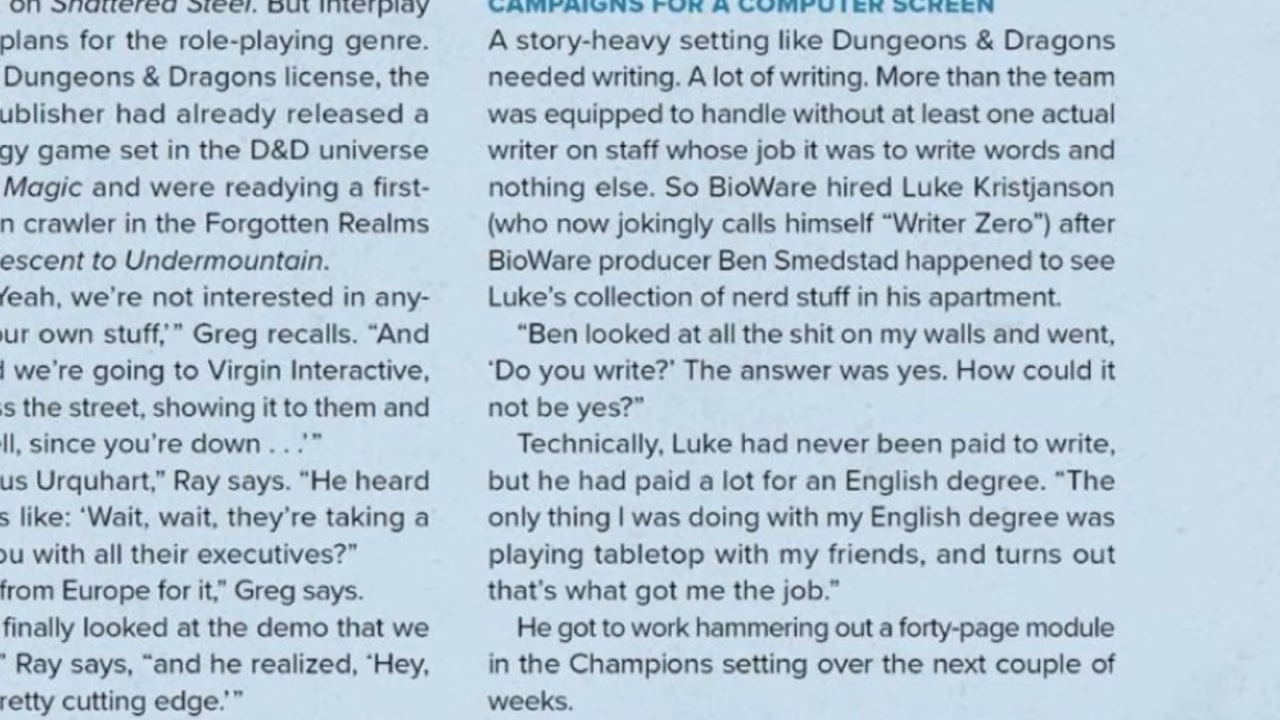 on Shattered Steel. But Interplay
plans for the role-playing genre.
Dungeons & Dragons license, the
ublisher had already released a
gy game set in the D&D universe
Magic and were readying a first-
n crawler in the Forgotten Realms
escent to Undermountain.
Yeah, we’re not interested in any-
our own stuff,’” Greg recalls. “And
d we’re going to Virgin Interactive,
ss the street, showing it to them and
ell, since you’re down . . .’”
us Urquhart,” Ray says. “He heard
s like: ‘Wait, wait, they’re taking a
ou with all their executives?”
from Europe for it,” Greg says.
finally looked at the demo that we
” Ray says, “and he realized, ‘Hey,
retty cutting edge.’”
CAMPAIGNS FOR A COMPUTER SCREEN
A story-heavy setting like Dungeons & Dragons
needed writing. A lot of writing. More than the team
was equipped to handle without at least one actual
writer on staff whose job it was to write words and
nothing else. So BioWare hired Luke Kristjanson
(who now jokingly calls himself “Writer Zero”) after
BioWare producer Ben Smedstad happened to see
Luke’s collection of nerd stuff in his apartment.
“Ben looked at all the shit on my walls and went,
‘Do you write?’ The answer was yes. How could it
not be yes?”
Technically, Luke had never been paid to write,
but he had paid a lot for an English degree. “The
only thing I was doing with my English degree was
playing tabletop with my friends, and turns out
that’s what got me the job.”
He got to work hammering out a forty-page module
in the Champions setting over the next couple of
weeks.